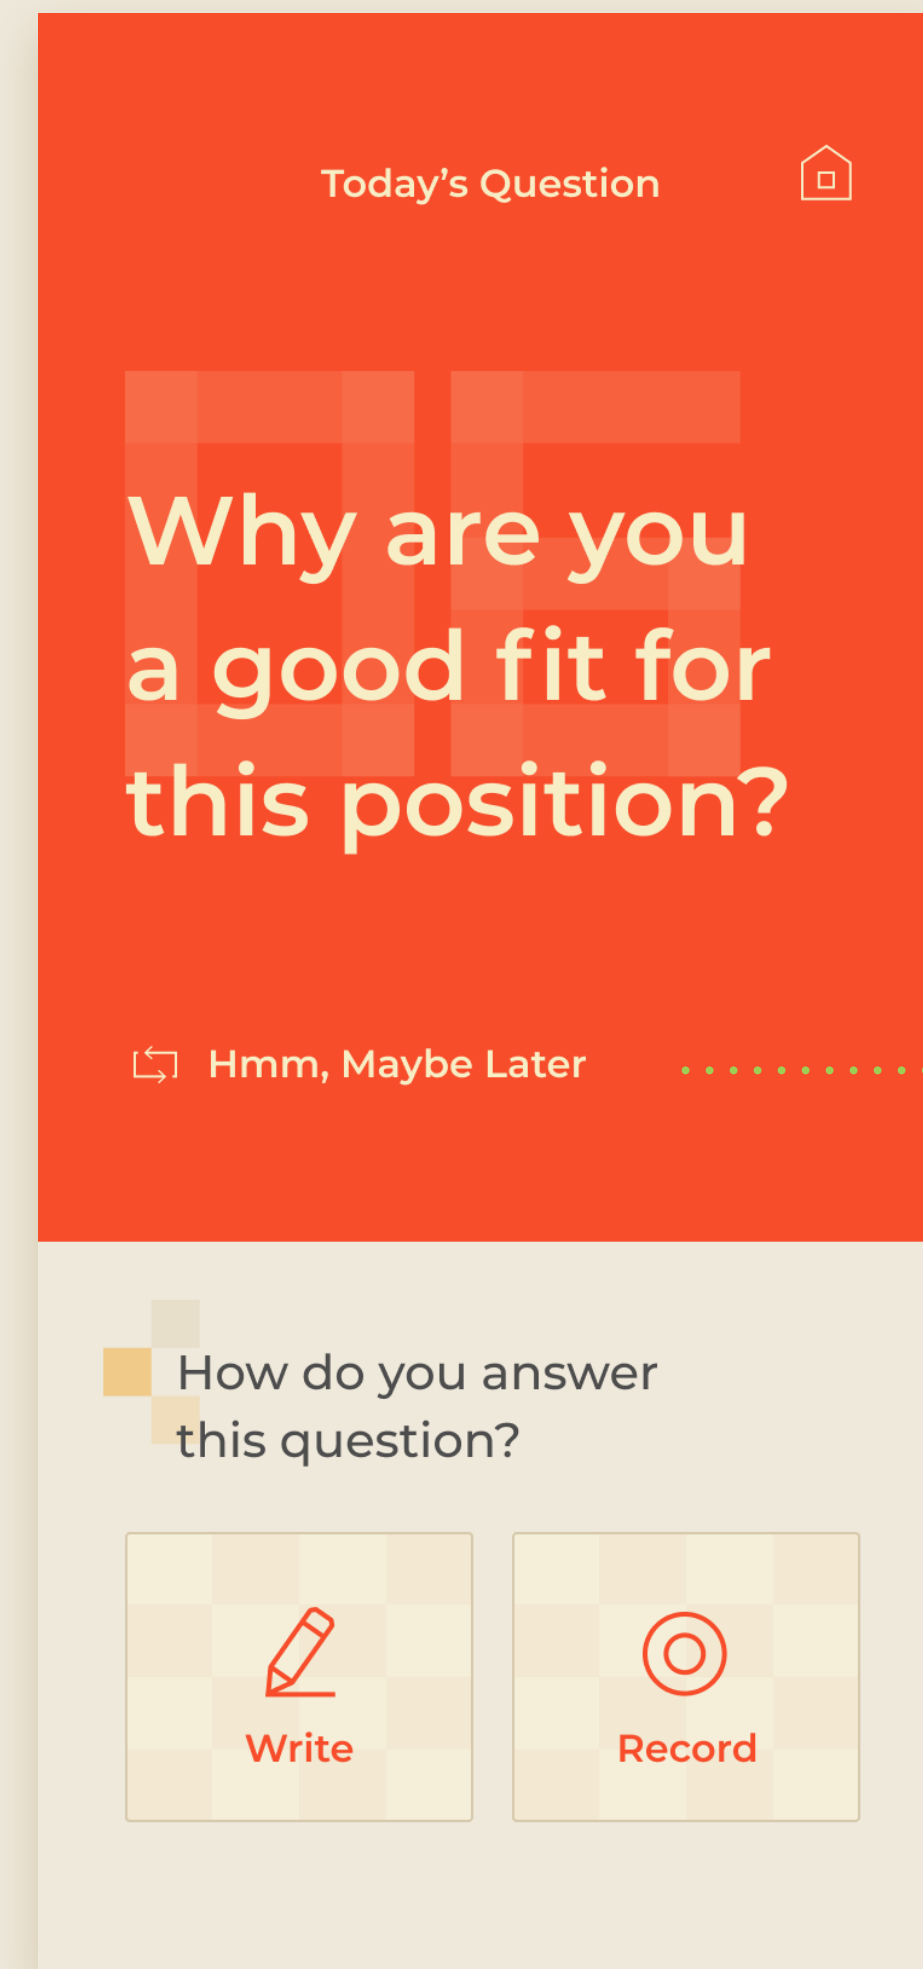 Today’s Question
06
Why are you
a good fit for
this position?
Hmm, Maybe Later
How do you answer
this question?
Write
Record